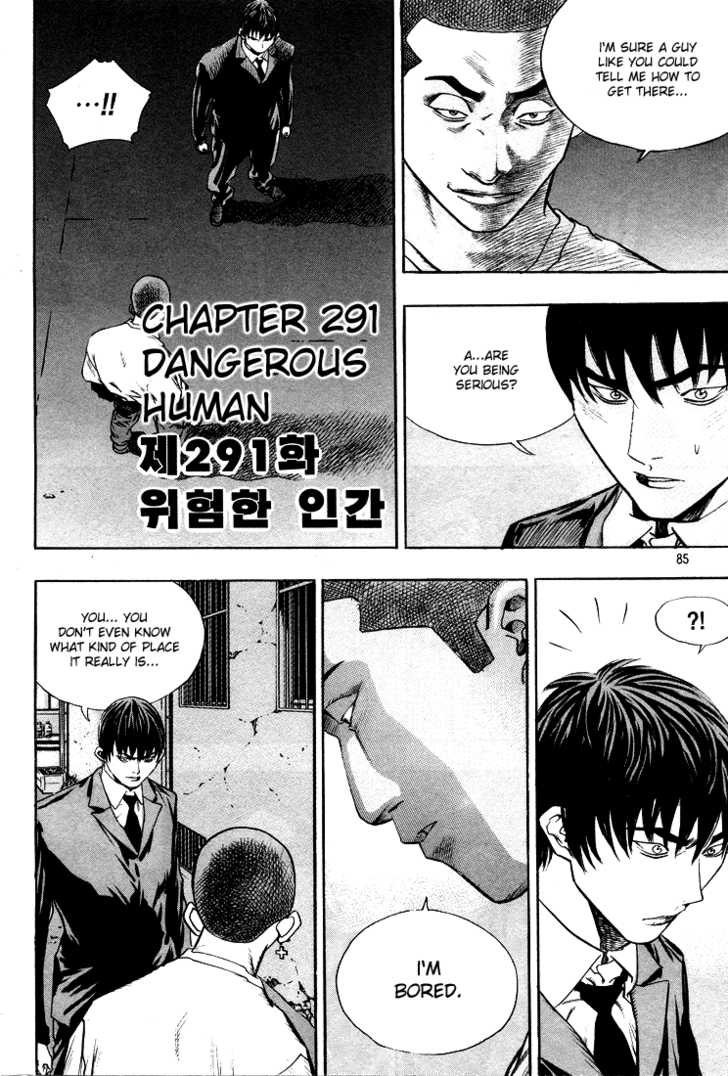 ...!!
CHAPTER 291
DANGEROUS
HUMAN
제291화
위험한 인간
I'M SURE A GUY
LIKE YOU COULD
TELL ME HOW TO
GET THERE...
A...ARE
YOU BEING
SERIOUS?
85
YOU... YOU
DON'T EVEN KNOW
WHAT KIND OF PLACE
IT REALLY IS...
I'M
BORED.
?!